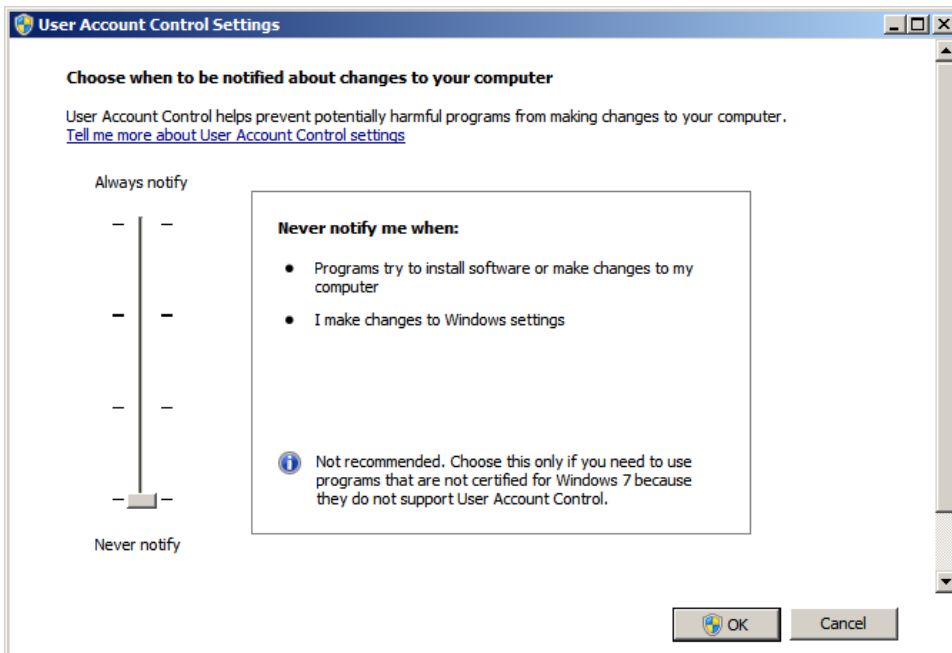 User Account Control Settings
Choose when to be notified about changes to your computer
User Account Control helps prevent potentially harmful programs from making changes to your computer.
Tell me more about User Account Control settings
Always notify
Never notify me when:
Programs try to install software or make changes to my
computer
I make changes to Windows settings
Not recommended. Choose this only if you need to use
programs that are not certified for Windows 7 because
they do not support User Account Control.
Never notify
OK
Cancel